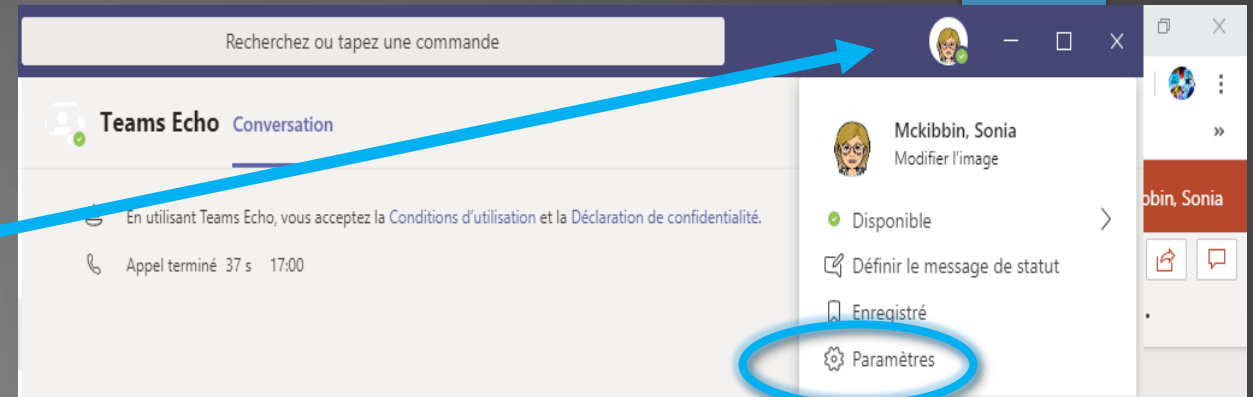 Recherchez ou tapez une commande
Teams Echo Conversation
Mckibbin, Sonia
Modifier l'image
bbin, Sonia
En utilisant Teams Echo, vous acceptez la Conditions d'utilisation et la Déclaration de confidentialité.
Disponible
Appel terminé 37 s 17:00
Définir le message de statut
Enregistré
Paramètres